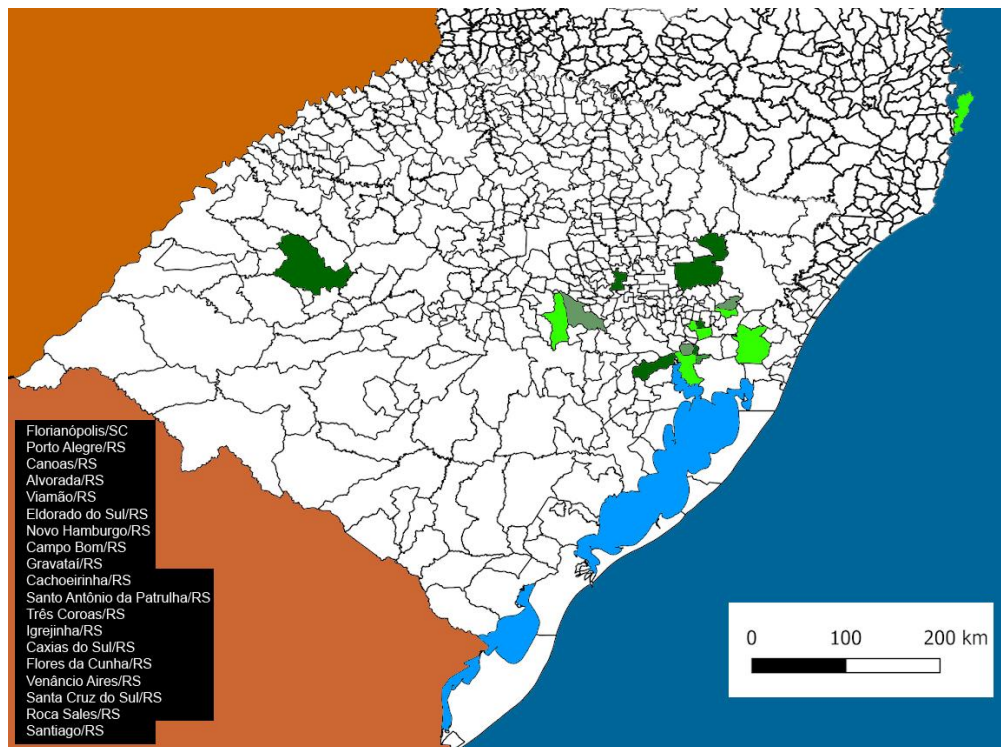 Florianópolis/SC
Porto Alegre/RS
Canoas/RS
Alvorada/RS
Viamão/RS
Eldorado do Sul/RS
Novo Hamburgo/RS
Campo Bom/RS
Gravataí/RS
Cachoeirinha/RS
Santo Antônio da Patrulha/RS
Três Coroas/RS
Igrejinha/RS
Caxias do Sul/RS
Flores da Cunha/RS
Venâncio Aires/RS
Santa Cruz do Sul/RS
Roca Sales/RS
Santiago/RS
0 100 200 km